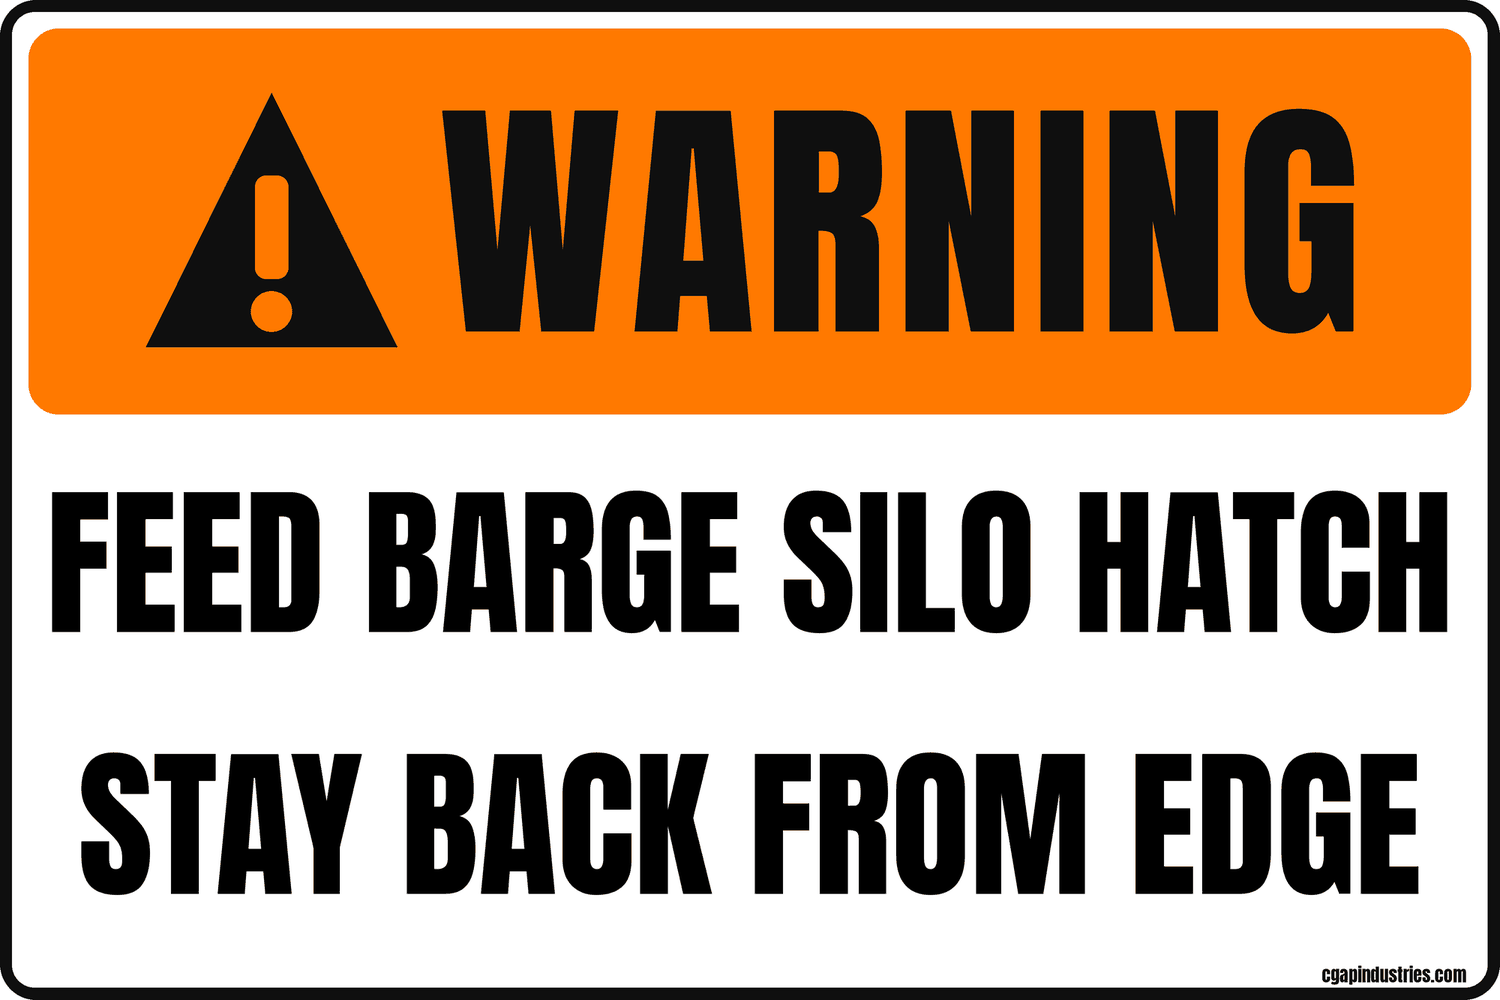 WARNING
FEED BARGE SILO HATCH
STAY BACK FROM EDGE
cgapindustries.com